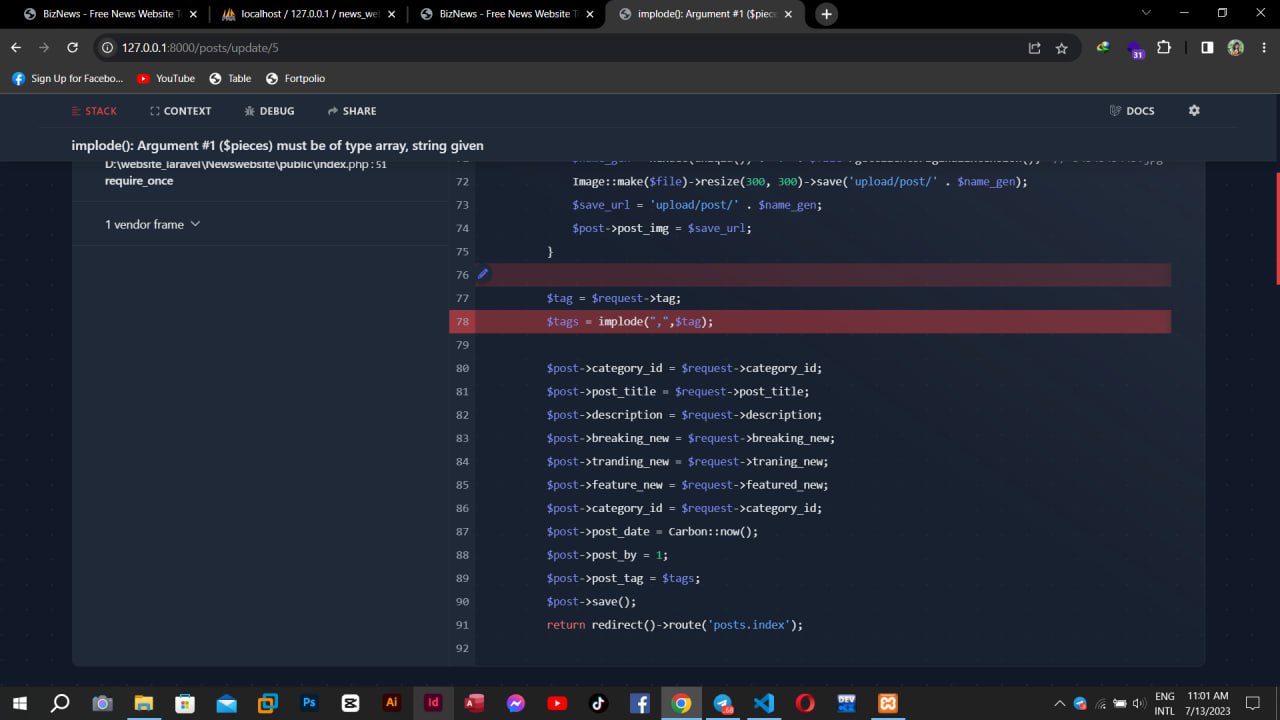 BizNews - Free News Website T
localhost / 127.0.0.1 / news_we
BizNews - Free News Website T
implode(): Argument #1 ($piece
127.0.0.1:8000/posts/update/5
31
Sign Up for Facebo...
YouTube
Table
Fortpolio
STACK
CONTEXT
DEBUG
SHARE
DOCS
implode(): Argument #1 ($pieces) must be of type array, string given
D:\website_laravel\Newswebsite\public\index.php : 51
require_once
1 vendor frame
72 Image::make($file)->resize(300, 300)->save('upload/post/' . $name_gen);
73 $save_url = 'upload/post/' . $name_gen;
74 $post->post_img = $save_url;
75 }
76
77 $tag = $request->tag;
78 $tags = implode(",",$tag);
79
80 $post->category_id = $request->category_id;
81 $post->post_title = $request->post_title;
82 $post->description = $request->description;
83 $post->breaking_new = $request->breaking_new;
84 $post->tranding_new = $request->traning_new;
85 $post->feature_new = $request->featured_new;
86 $post->category_id = $request->category_id;
87 $post->post_date = Carbon::now();
88 $post->post_by = 1;
89 $post->post_tag = $tags;
90 $post->save();
91 return redirect()->route('posts.index');
92
Ps
Ai
Id
DEV
ENG
INTL
11:01 AM
7/13/2023